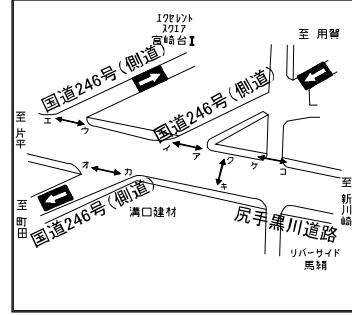 エクセレント
スクエア
宮崎台Ⅰ
至 用賀
国道246号(側道)
国道246号(側道)
至 片平
エ
ウ
イ
ア
ク
ケ
コ
オ
カ
キ
至 町田
国道246号(側道)
溝口建材
尻手黒川道路
至 新川崎
リバーサイド
馬絹